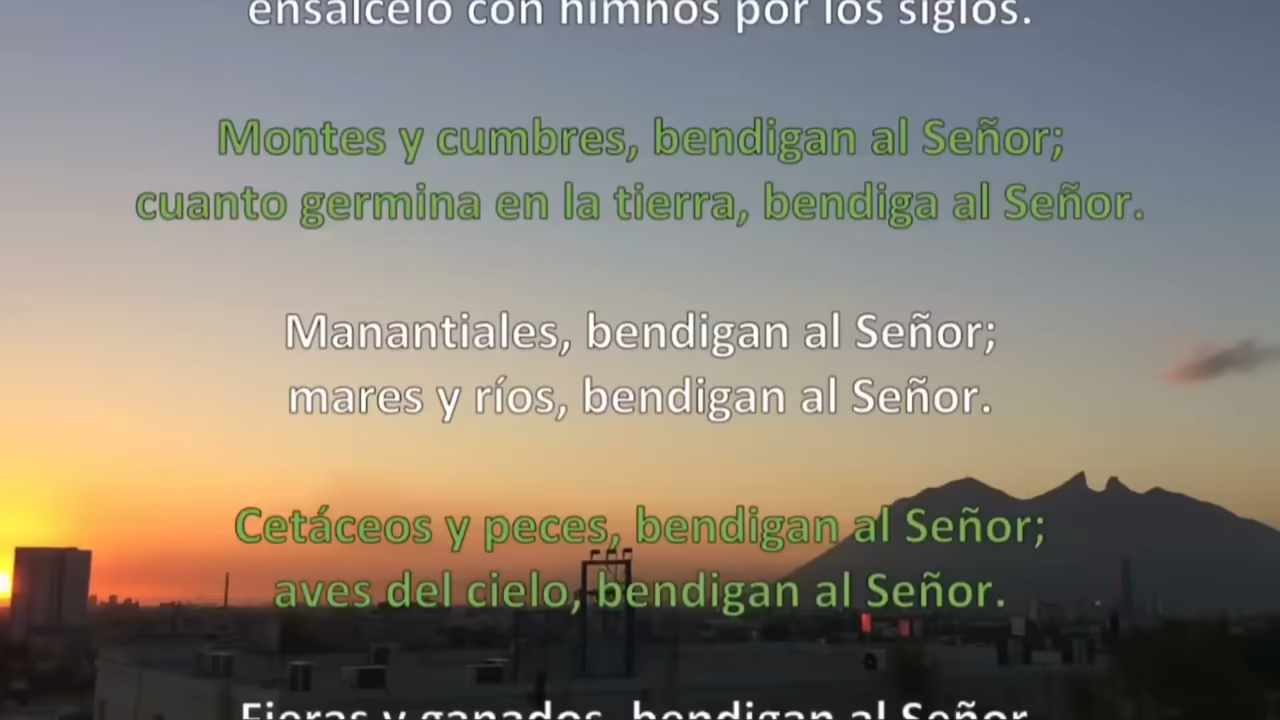 ensálcelo con himnos por los siglos.
Montes y cumbres, bendigan al Señor;
cuanto germina en la tierra, bendiga al Señor.
Manantiales, bendigan al Señor;
mares y ríos, bendigan al Señor.
Cetáceos y peces, bendigan al Señor;
aves del cielo, bendigan al Señor.
Fieras y ganados, bendigan al Señor